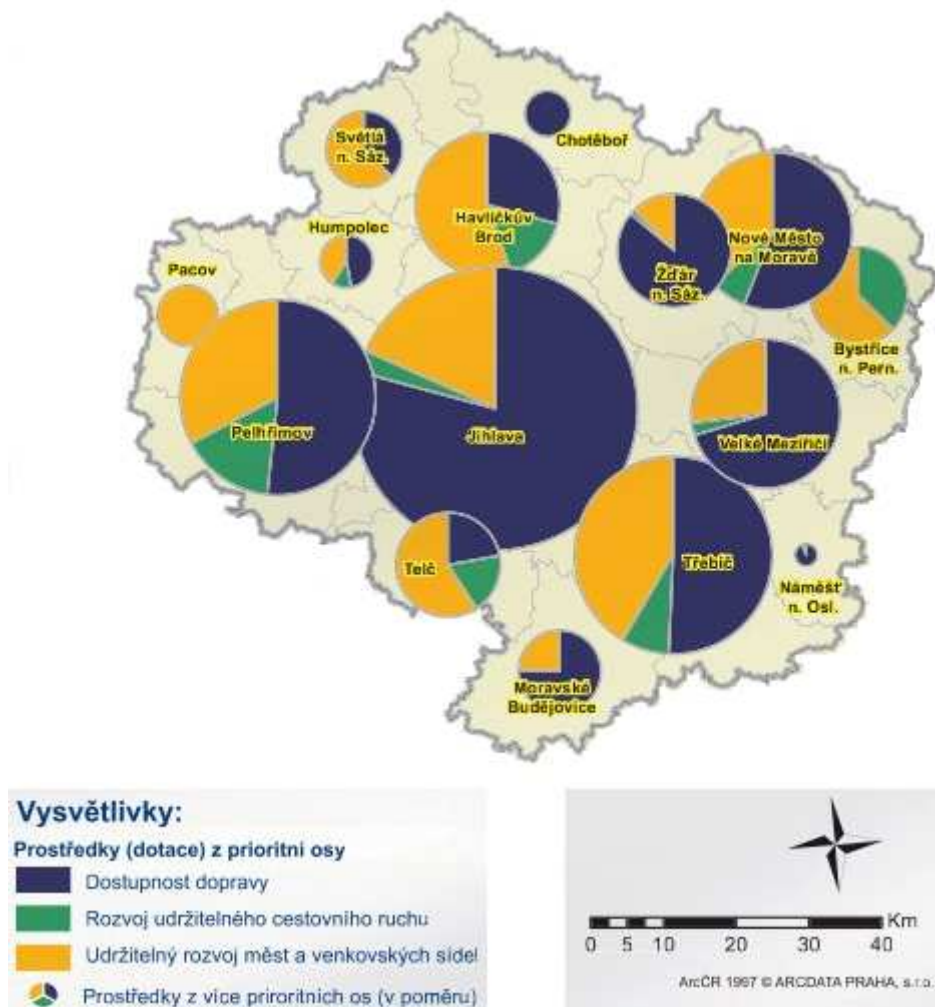 Chotěboř
Světlá
n. Sáz.
Havlíčkův
Brod
Humpolec
Nové Město
na Moravě
Žďár
n. Sáz.
Pacov
Bystřice
n. Pern.
Pelhřimov
Jihlava
Velké Meziříčí
Telč
Třebíč
Náměšť
n. Osl.
Moravské
Budějovice
Vysvětlivky:
Prostředky (dotace) z prioritní osy
Dostupnost dopravy
Rozvoj udržitelného cestovního ruchu
Udržitelný rozvoj měst a venkovských sídel
Prostředky z více priroritních os (v poměru)
Km
0 5 10 20 30 40
ArcČR 1997 © ARCDATA PRAHA, s.r.o.